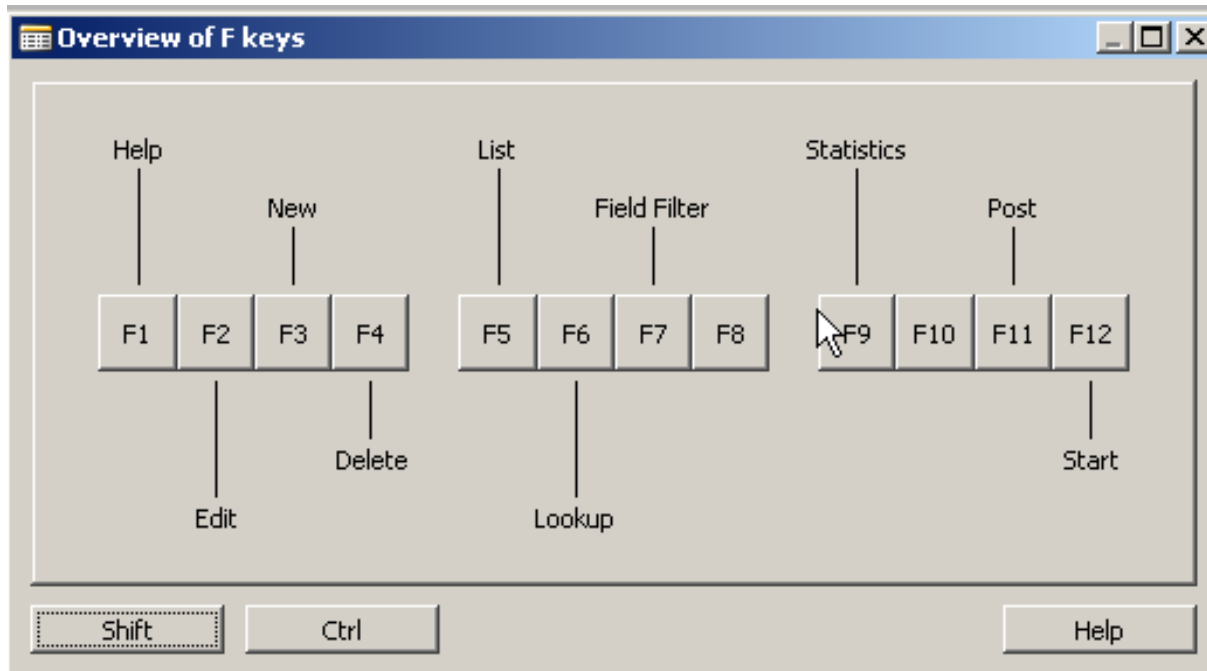 Overview of F keys
Help List Statistics
New Field Filter Post
F1 F2 F3 F4 F5 F6 F7 F8 F9 F10 F11 F12
Delete Start
Edit Lookup
Shift Ctrl Help